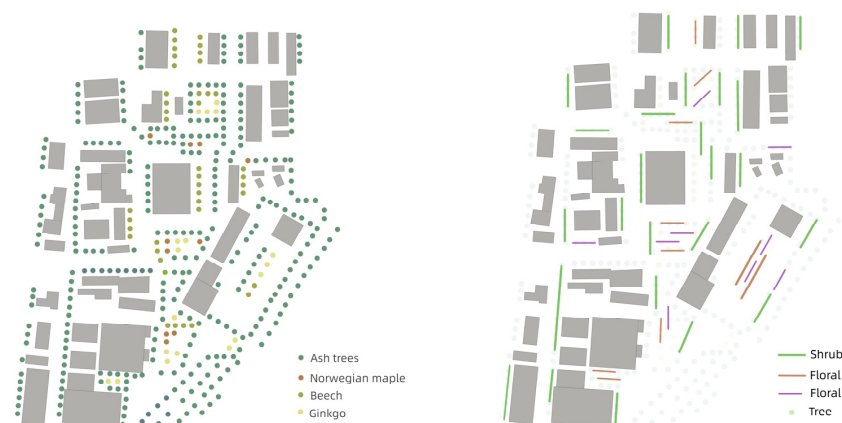 Ash trees
Norwegian maple
Beech
Ginkgo
Shrub
Floral
Floral
Tree